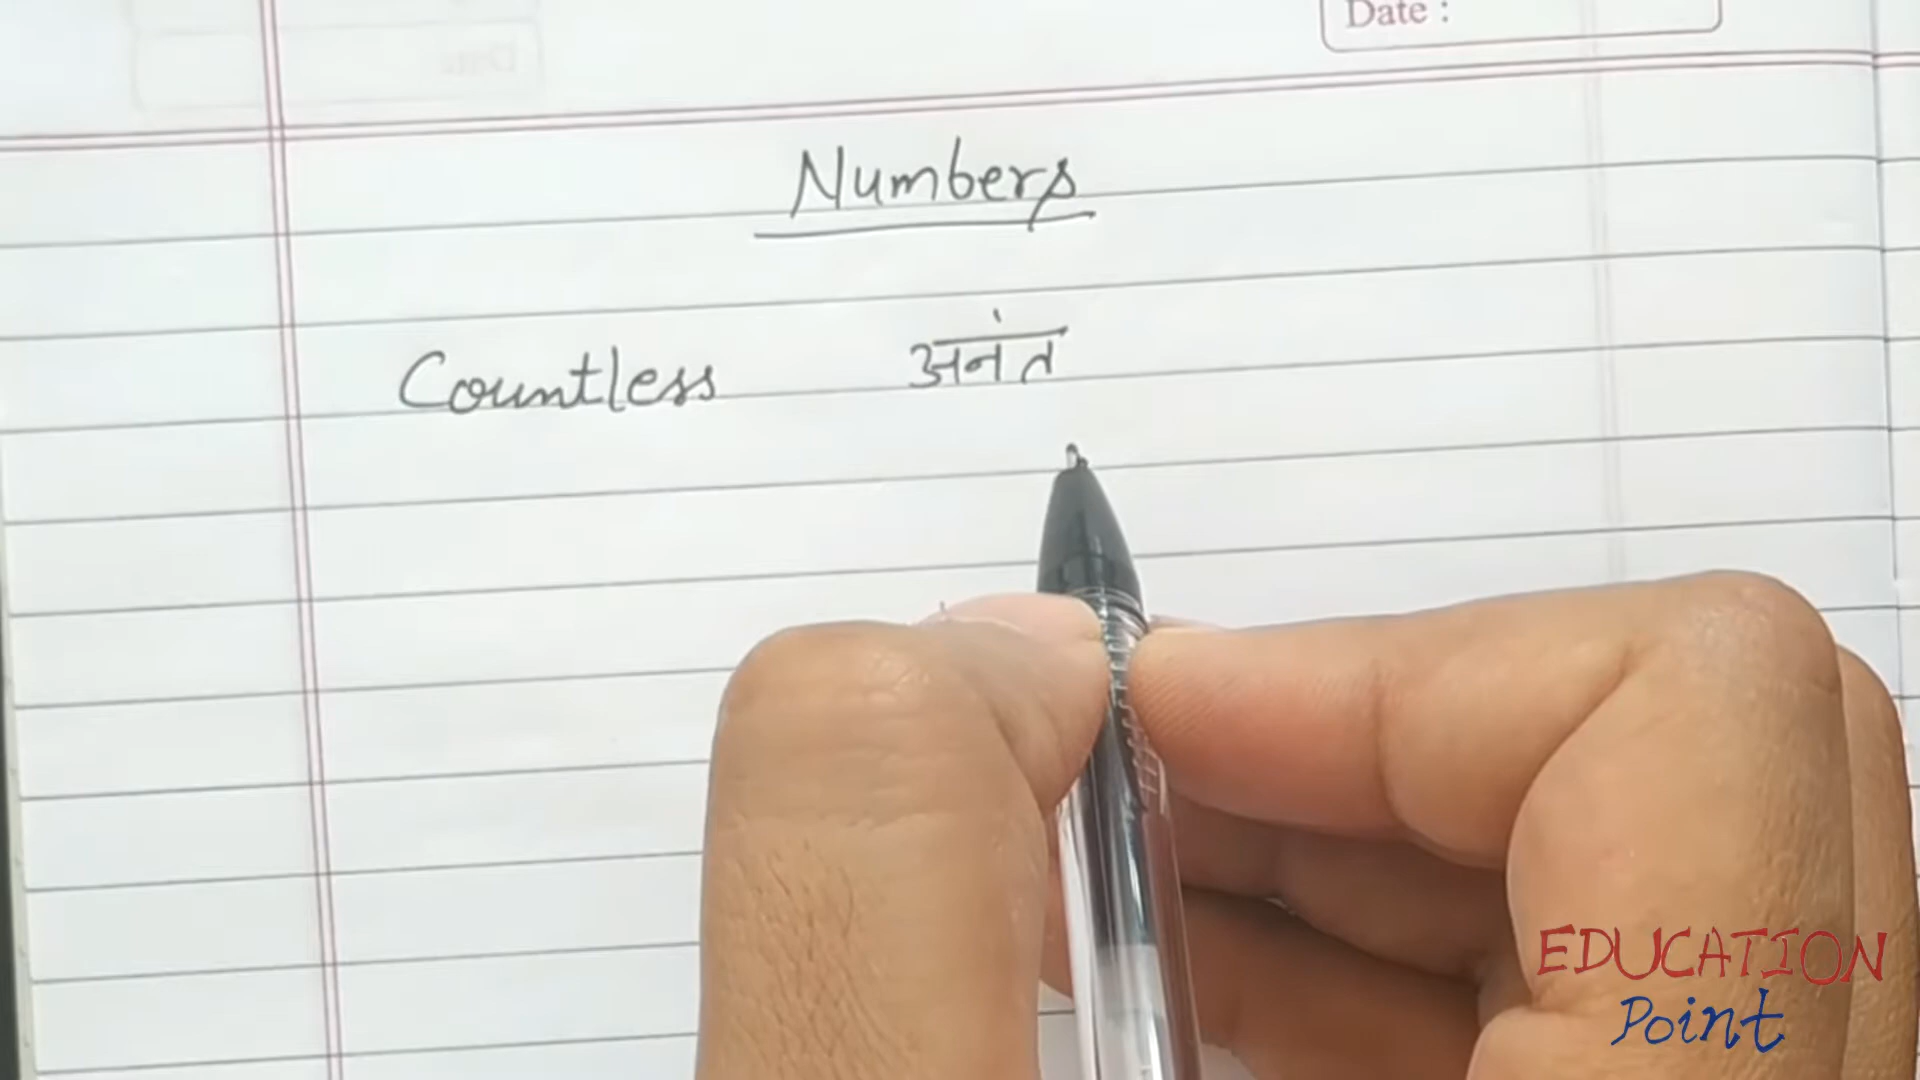 Date :
Numbers
Countless अनंत
EDUCATION
Point